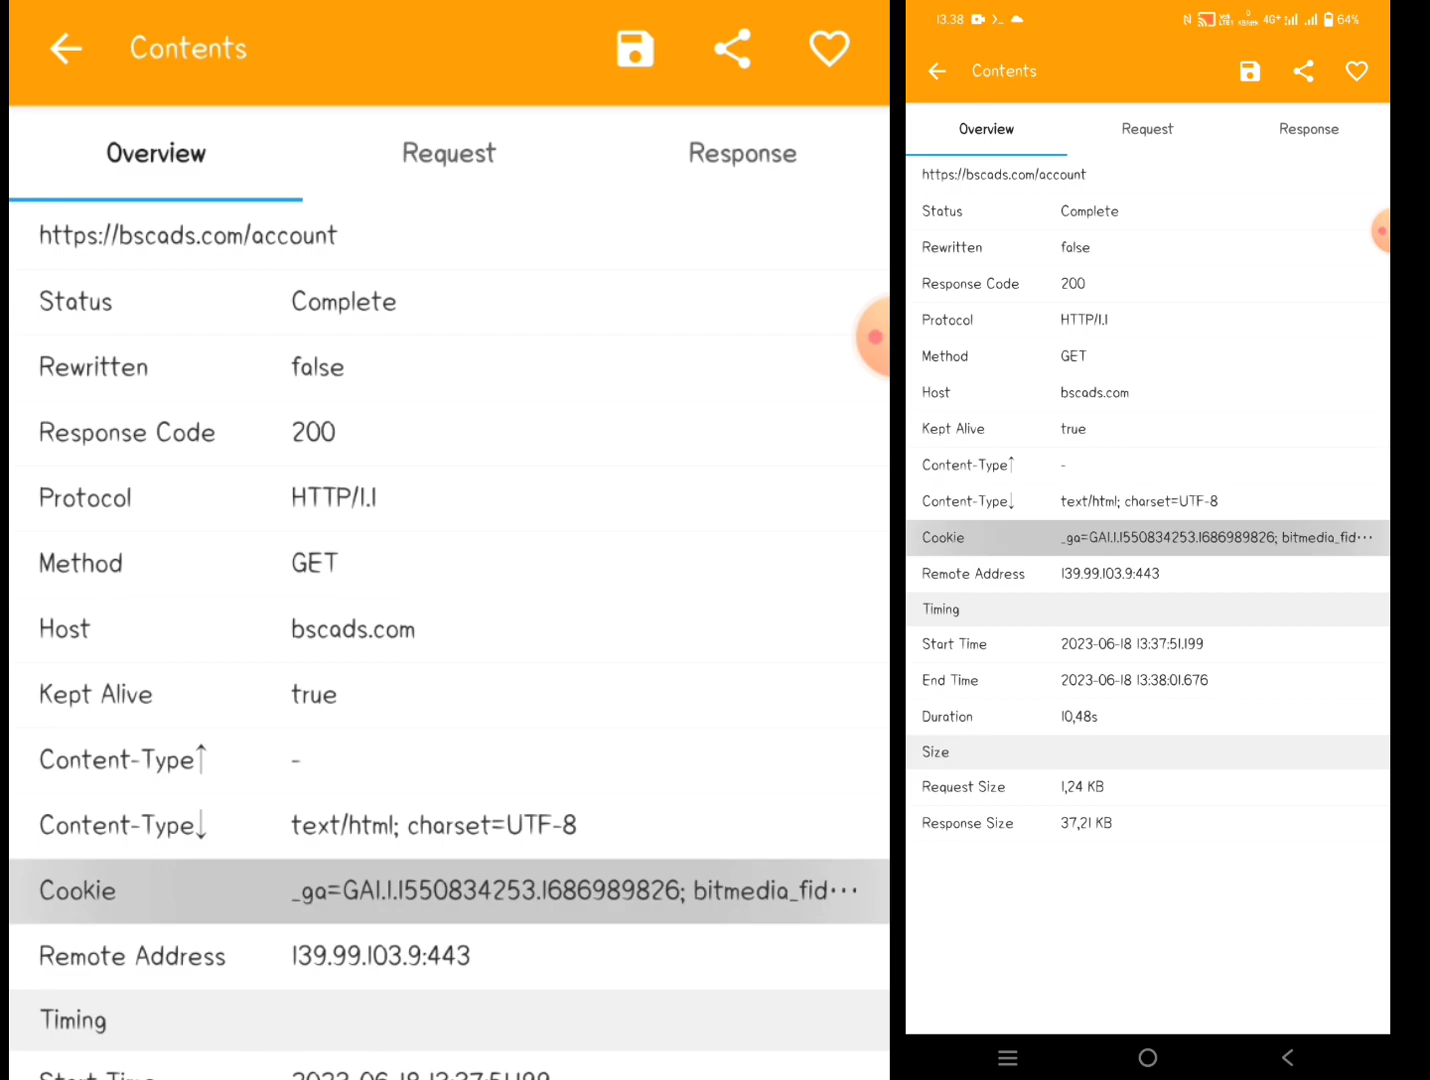 Contents
Overview Request Response
https://bscads.com/account
Status Complete
Rewritten false
Response Code 200
Protocol HTTP/1.1
Method GET
Host bscads.com
Kept Alive true
Content-Type↑ -
Content-Type↓ text/html; charset=UTF-8
Cookie _ga=GA1.1.1550834253.1686989826; bitmedia_fid···
Remote Address 139.99.103.9:443
Timing
13.38 4G+ 64%
Contents
Overview Request Response
https://bscads.com/account
Status Complete
Rewritten false
Response Code 200
Protocol HTTP/1.1
Method GET
Host bscads.com
Kept Alive true
Content-Type↑ -
Content-Type↓ text/html; charset=UTF-8
Cookie _ga=GA1.1.1550834253.1686989826; bitmedia_fid···
Remote Address 139.99.103.9:443
Timing
Start Time 2023-06-18 13:37:51.199
End Time 2023-06-18 13:38:01.676
Duration 10,48s
Size
Request Size 1,24 KB
Response Size 37,21 KB